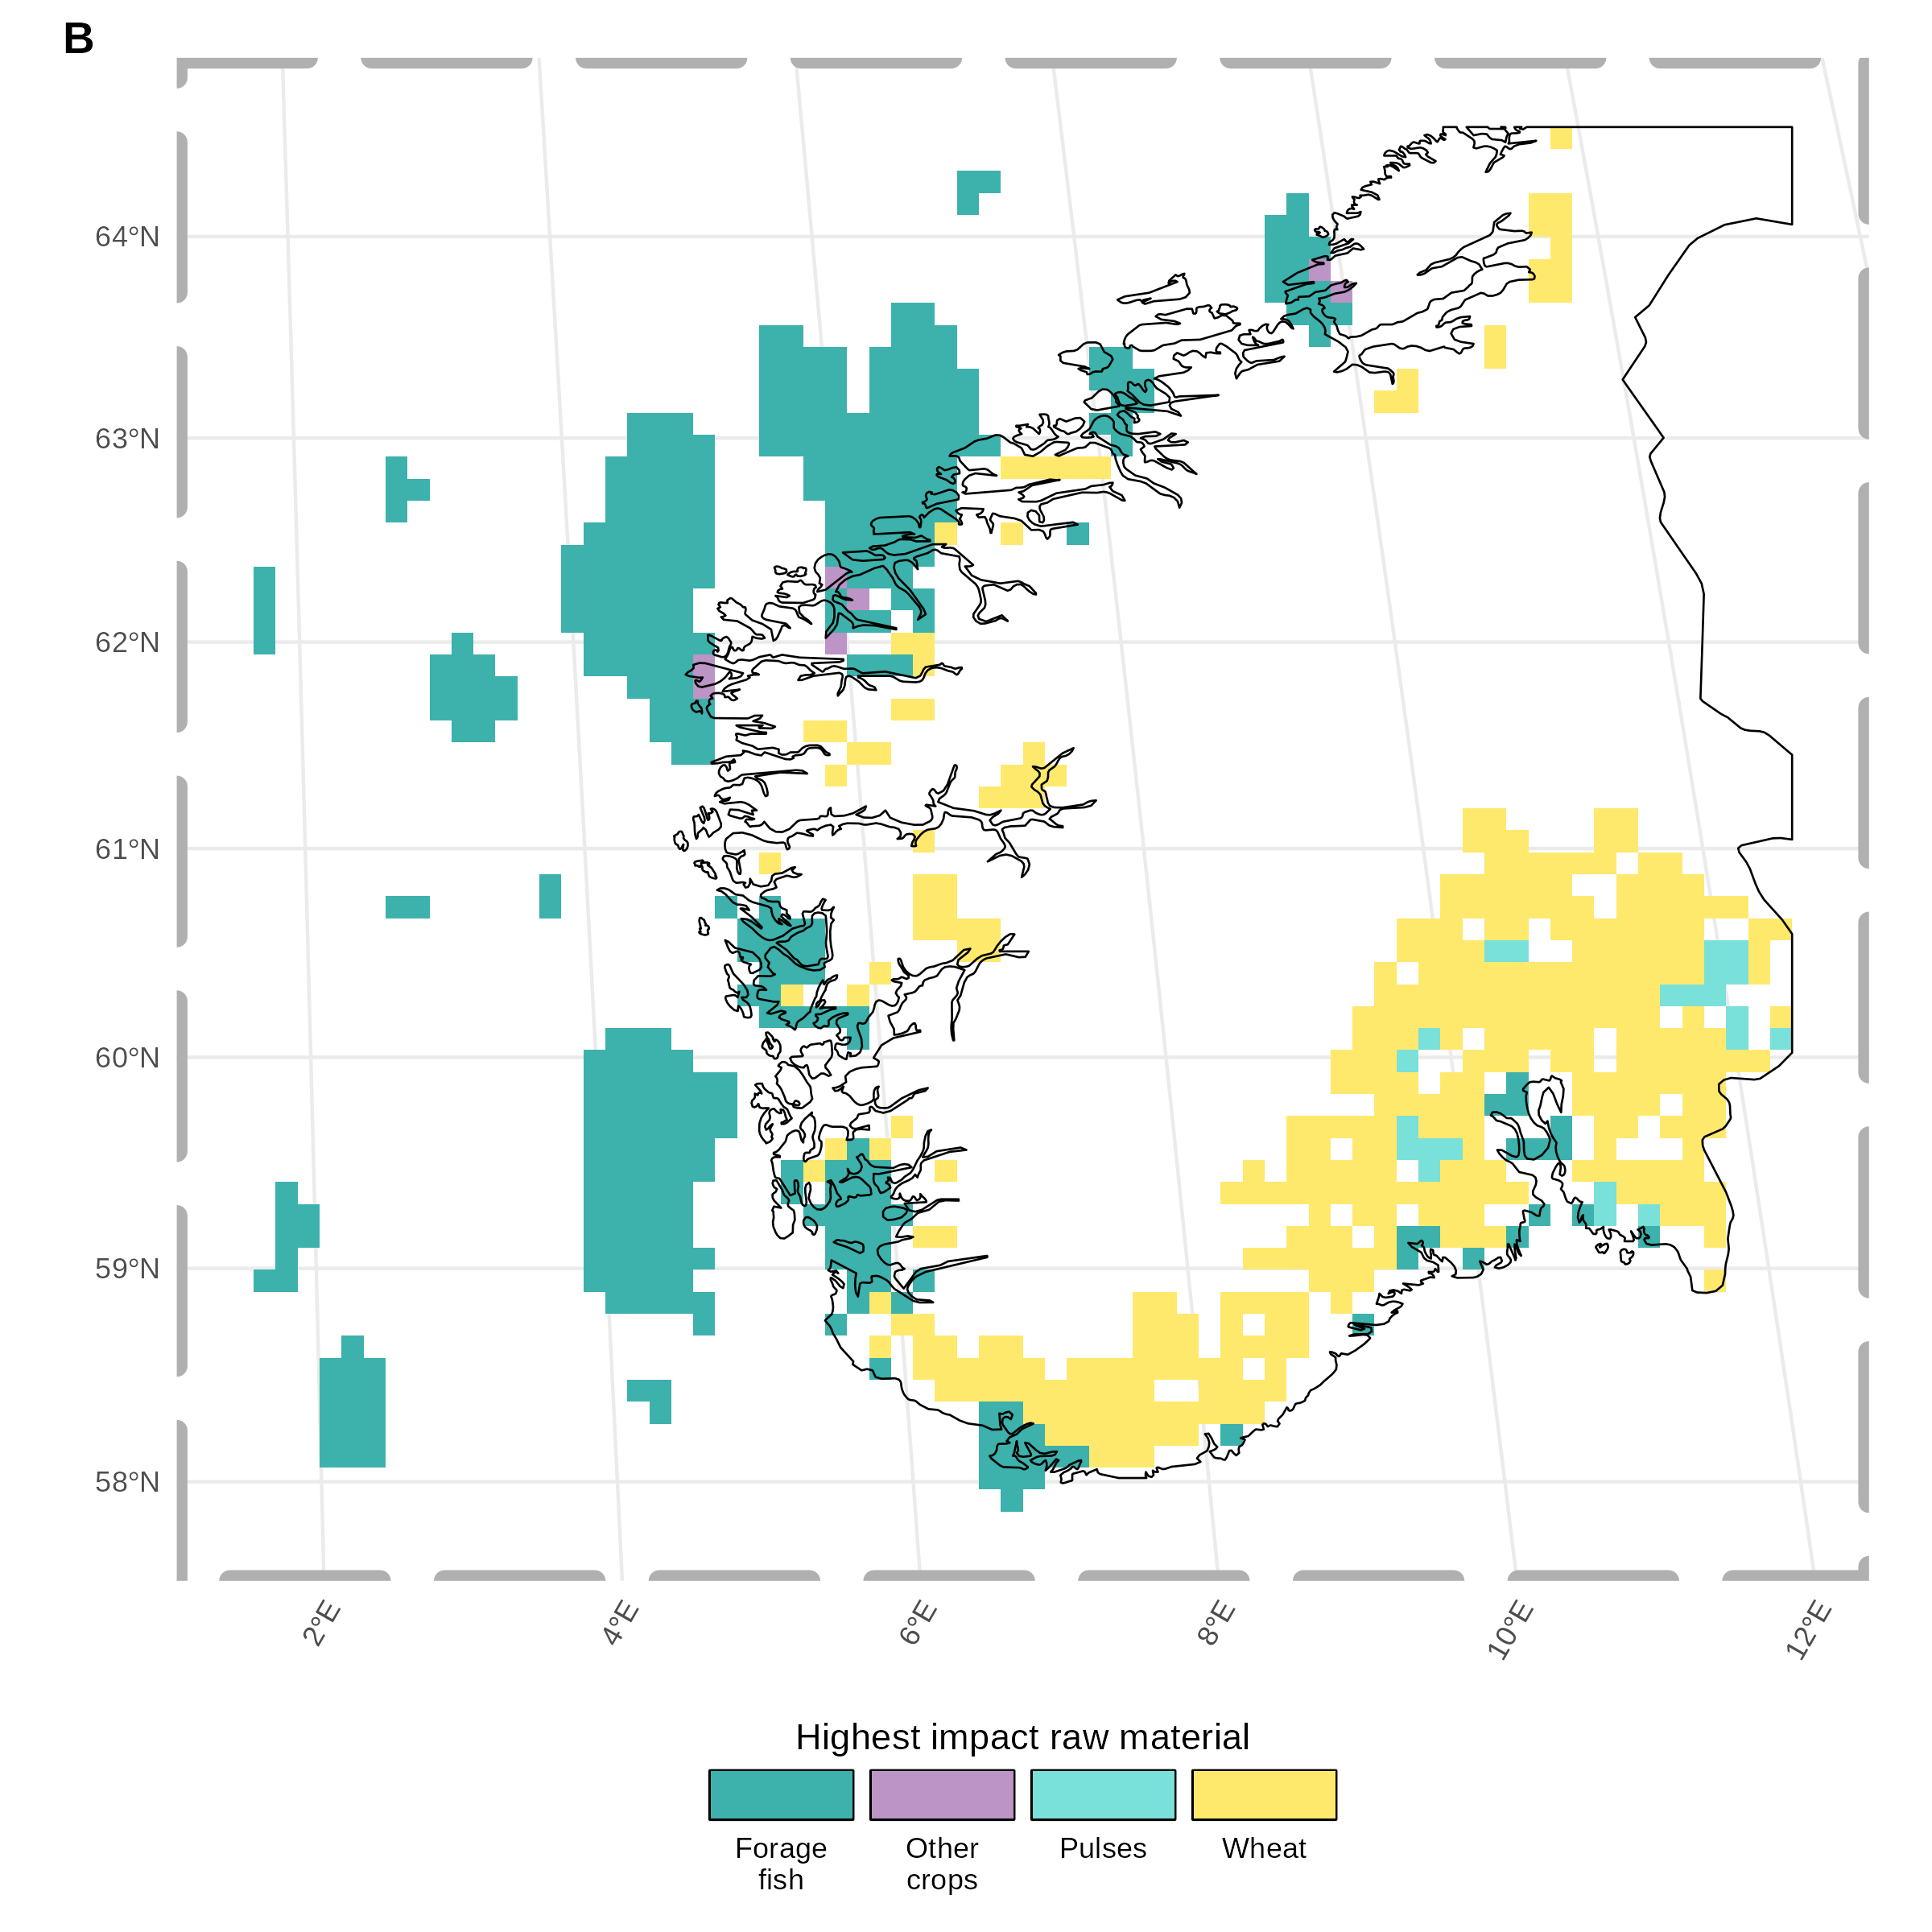 B
64°N
63°N
62°N
61°N
60°N
59°N
58°N
2°E
4°E
6°E
8°E
10°E
12°E
Highest impact raw material
Forage
fish
Other
crops
Pulses
Wheat